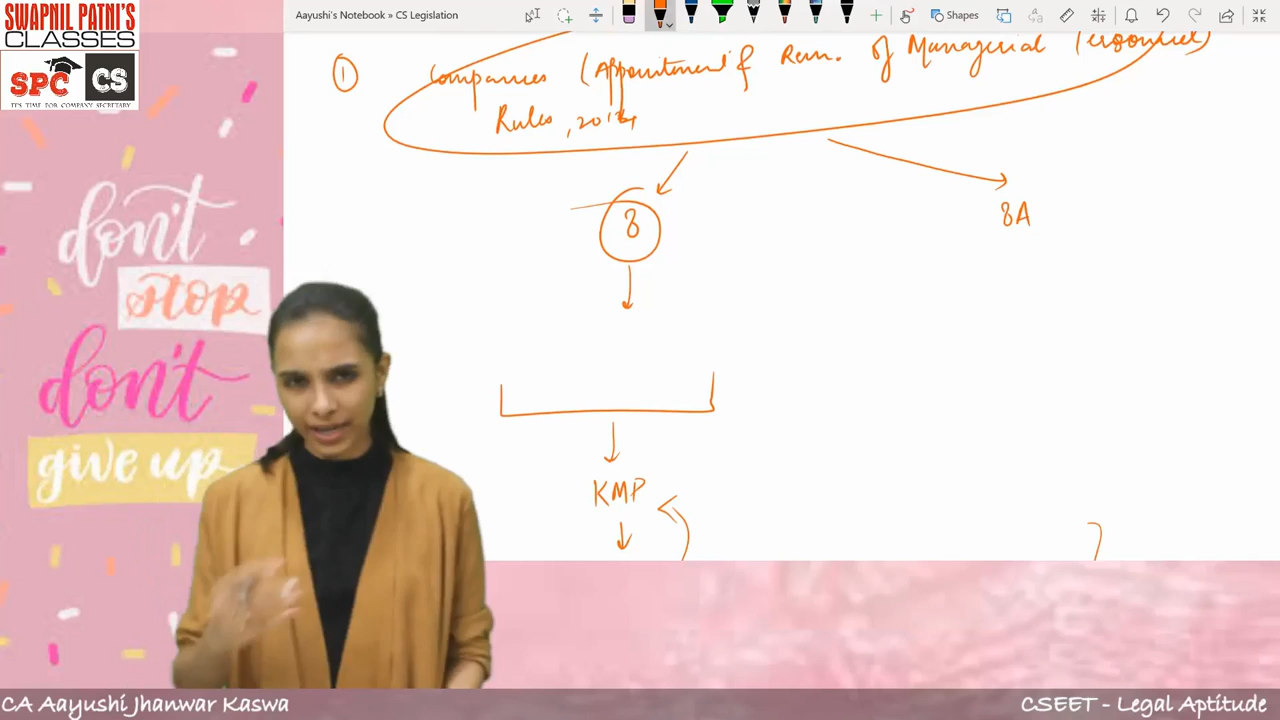 SWAPNIL PATNI'S
CLASSES
SPC CS
IT'S TIME FOR COMPANY SECRETARY
Aayushi's Notebook » CS Legislation
Shapes
① Companies (Appointment & Rem. of Managerial Personnel)
Rules, 2014
8
8A
KMP
don't
stop
don't
give up
CA Aayushi Jhanwar Kaswa
CSEET - Legal Aptitude